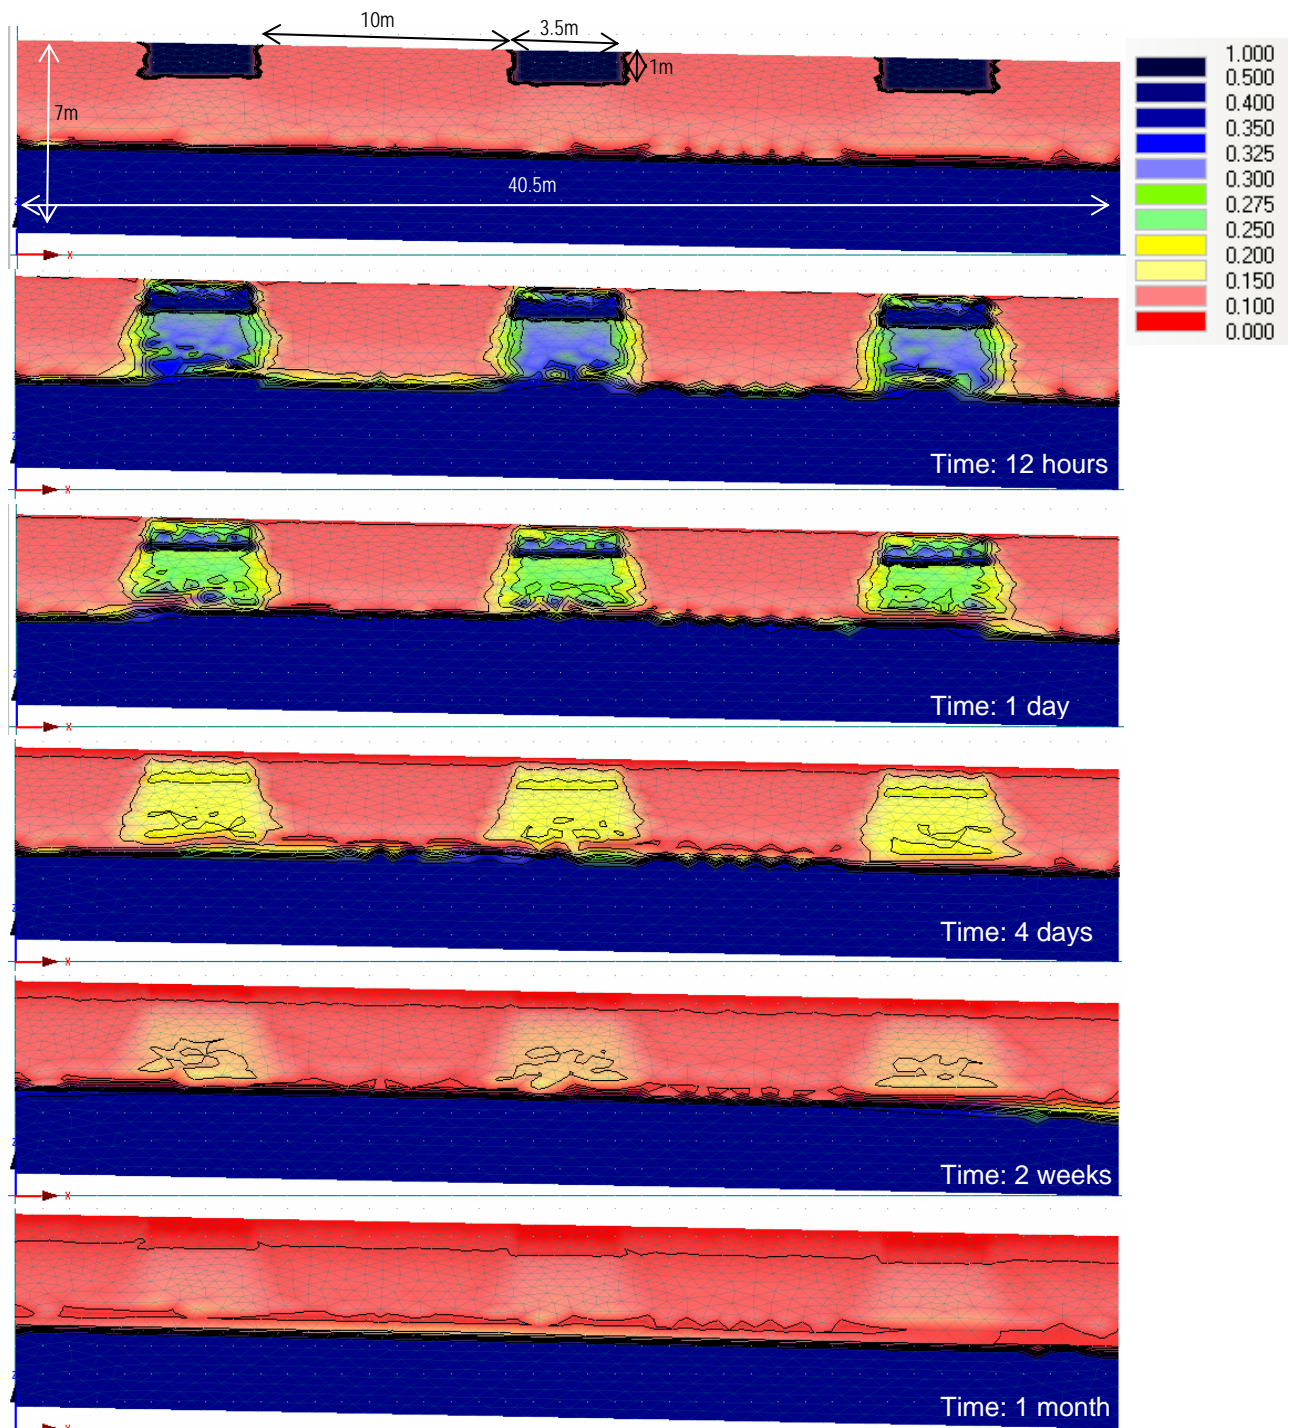 10m
3.5m
1m
7m
40.5m
x
1.000
0.500
0.400
0.350
0.325
0.300
0.275
0.250
0.200
0.150
0.100
0.000
z
x
Time: 12 hours
z
x
Time: 1 day
z
x
Time: 4 days
z
x
Time: 2 weeks
z
x
Time: 1 month